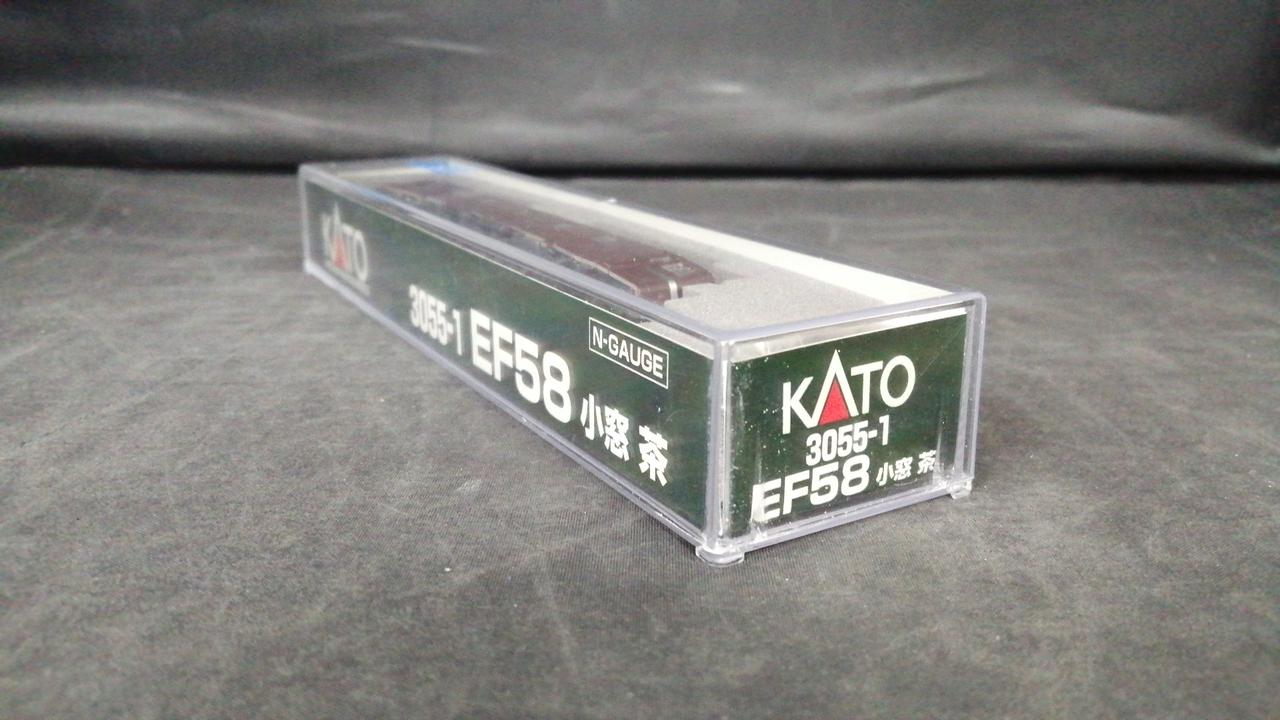 KATO
3055-1 EF58 小窓 茶
N-GAUGE
KATO
3055-1
EF58 小窓 茶